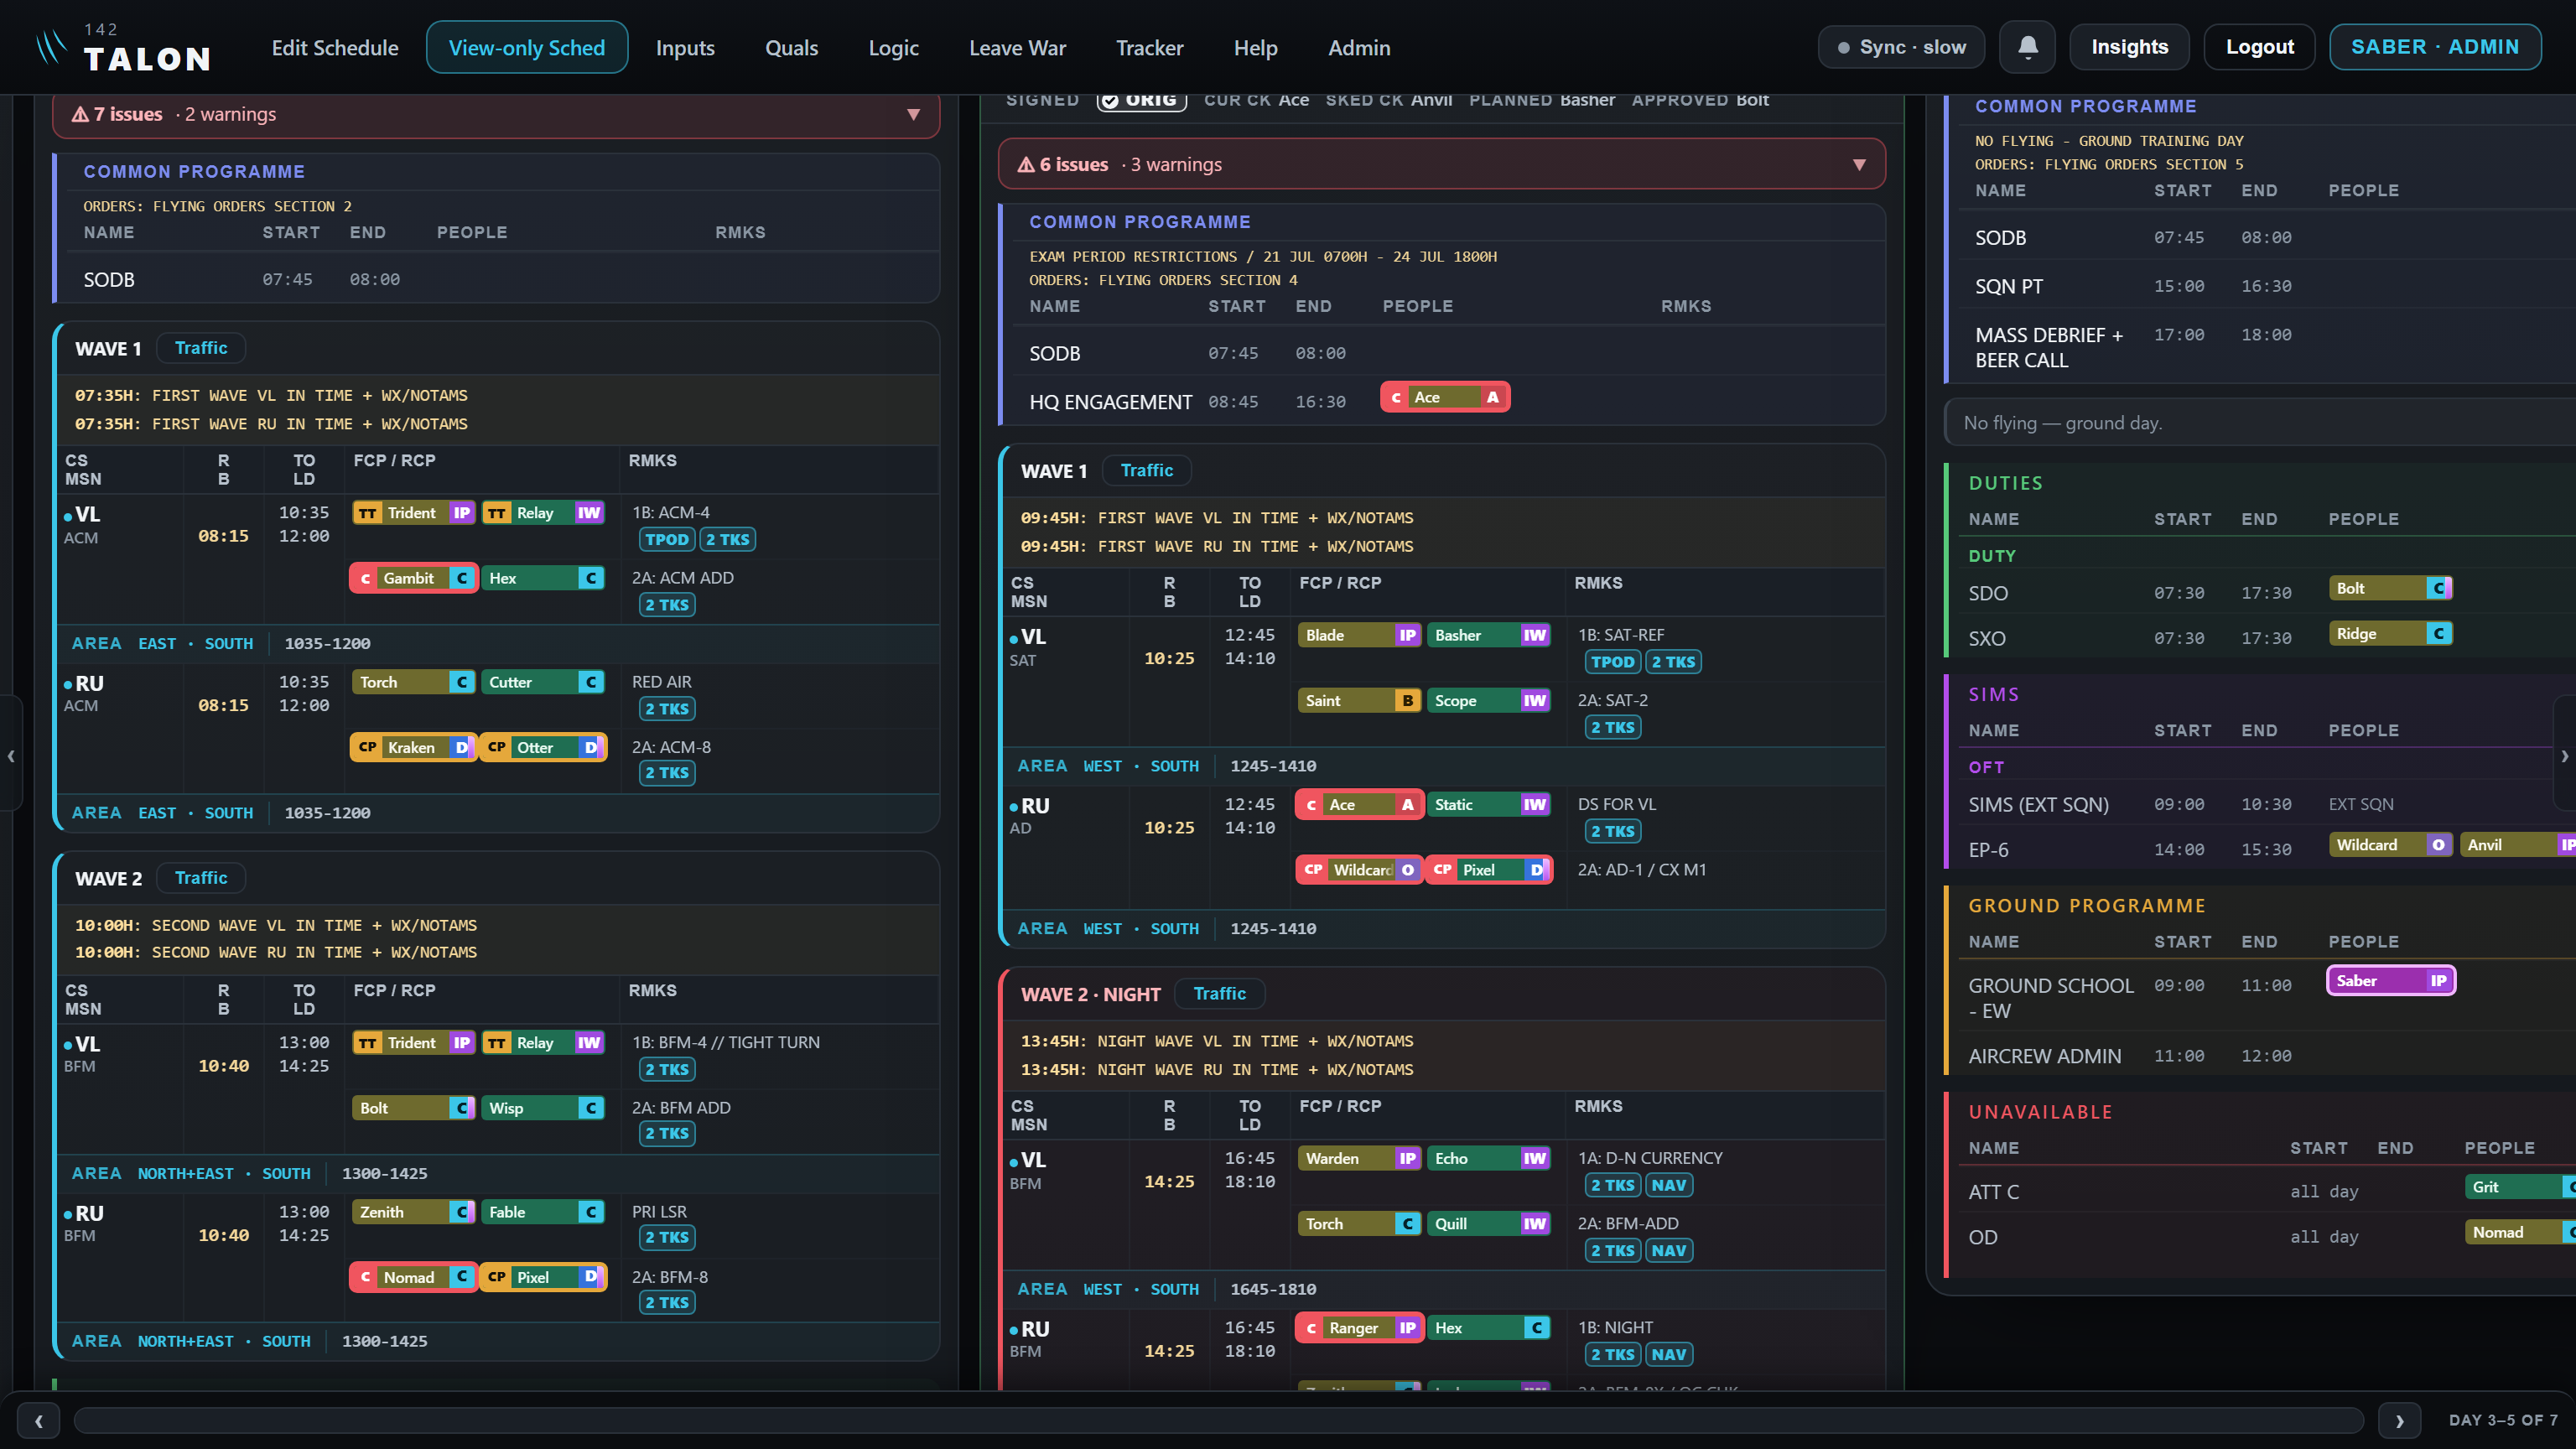 142
TALON
Edit Schedule
View-only Sched
Inputs
Quals
Logic
Leave War
Tracker
Help
Admin
Sync · slow
Insights
Logout
SABER · ADMIN
7 issues · 2 warnings
COMMON PROGRAMME
ORDERS: FLYING ORDERS SECTION 2
NAME START END PEOPLE RMKS
SODB 07:45 08:00
WAVE 1 Traffic
07:35H: FIRST WAVE VL IN TIME + WX/NOTAMS
07:35H: FIRST WAVE RU IN TIME + WX/NOTAMS
CS R TO FCP / RCP RMKS
MSN B LD
VL 10:35 TT Trident IP TT Relay IW 1B: ACM-4
ACM 08:15 12:00 TPOD 2 TKS
C Gambit C Hex C 2A: ACM ADD
2 TKS
AREA EAST · SOUTH 1035-1200
RU 10:35 Torch C Cutter C RED AIR
ACM 08:15 12:00 2 TKS
CP Kraken D CP Otter D 2A: ACM-8
2 TKS
AREA EAST · SOUTH 1035-1200
WAVE 2 Traffic
10:00H: SECOND WAVE VL IN TIME + WX/NOTAMS
10:00H: SECOND WAVE RU IN TIME + WX/NOTAMS
CS R TO FCP / RCP RMKS
MSN B LD
VL 13:00 TT Trident IP TT Relay IW 1B: BFM-4 // TIGHT TURN
BFM 10:40 14:25 2 TKS
Bolt C Wisp C 2A: BFM ADD
2 TKS
AREA NORTH+EAST · SOUTH 1300-1425
RU 13:00 Zenith C Fable C PRI LSR
BFM 10:40 14:25 2 TKS
C Nomad C CP Pixel D 2A: BFM-8
2 TKS
AREA NORTH+EAST · SOUTH 1300-1425
SIGNED ORIG CUR CK Ace SKED CK Anvil PLANNED Basher APPROVED Bolt
6 issues · 3 warnings
COMMON PROGRAMME
EXAM PERIOD RESTRICTIONS / 21 JUL 0700H - 24 JUL 1800H
ORDERS: FLYING ORDERS SECTION 4
NAME START END PEOPLE RMKS
SODB 07:45 08:00
HQ ENGAGEMENT 08:45 16:30 C Ace A
WAVE 1 Traffic
09:45H: FIRST WAVE VL IN TIME + WX/NOTAMS
09:45H: FIRST WAVE RU IN TIME + WX/NOTAMS
CS R TO FCP / RCP RMKS
MSN B LD
VL 12:45 Blade IP Basher IW 1B: SAT-REF
SAT 10:25 14:10 TPOD 2 TKS
Saint B Scope IW 2A: SAT-2
2 TKS
AREA WEST · SOUTH 1245-1410
RU 12:45 C Ace A Static IW DS FOR VL
AD 10:25 14:10 2 TKS
CP Wildcard O CP Pixel D 2A: AD-1 / CX M1
AREA WEST · SOUTH 1245-1410
WAVE 2 · NIGHT Traffic
13:45H: NIGHT WAVE VL IN TIME + WX/NOTAMS
13:45H: NIGHT WAVE RU IN TIME + WX/NOTAMS
CS R TO FCP / RCP RMKS
MSN B LD
VL 16:45 Warden IP Echo IW 1A: D-N CURRENCY
BFM 14:25 18:10 2 TKS NAV
Torch C Quill IW 2A: BFM-ADD
2 TKS NAV
AREA WEST · SOUTH 1645-1810
RU 16:45 C Ranger IP Hex C 1B: NIGHT
BFM 14:25 18:10 2 TKS NAV
COMMON PROGRAMME
NO FLYING - GROUND TRAINING DAY
ORDERS: FLYING ORDERS SECTION 5
NAME START END PEOPLE
SODB 07:45 08:00
SQN PT 15:00 16:30
MASS DEBRIEF + 17:00 18:00
BEER CALL
No flying — ground day.
DUTIES
NAME START END PEOPLE
DUTY
SDO 07:30 17:30 Bolt C
SXO 07:30 17:30 Ridge C
SIMS
NAME START END PEOPLE
OFT
SIMS (EXT SQN) 09:00 10:30 EXT SQN
EP-6 14:00 15:30 Wildcard O Anvil IP
GROUND PROGRAMME
NAME START END PEOPLE
GROUND SCHOOL 09:00 11:00 Saber IP
- EW
AIRCREW ADMIN 11:00 12:00
UNAVAILABLE
NAME START END PEOPLE
ATT C all day Grit
OD all day Nomad
DAY 3–5 OF 7